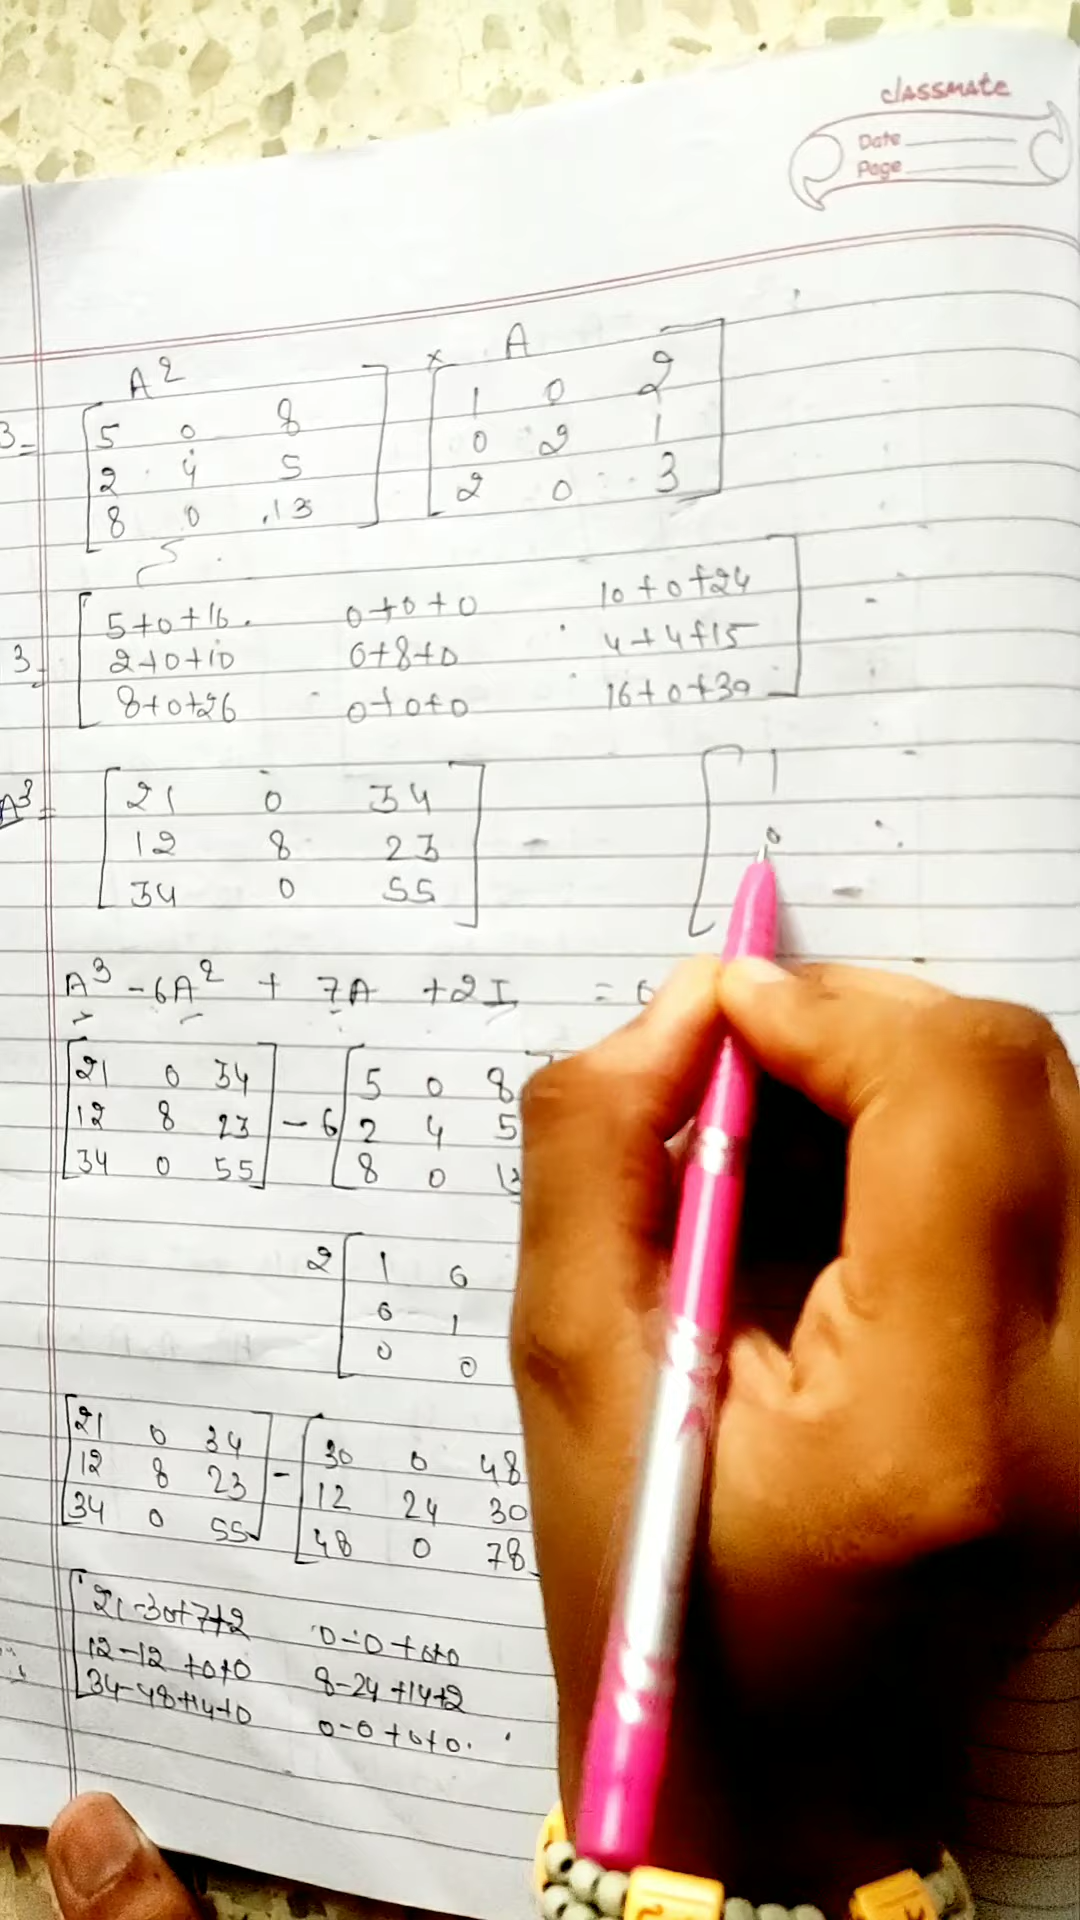 classmate
Date
Page
A2 × A
3= [5 0 8 [1 0 2
2 4 5 0 2 1
8 0 13] 2 0 3]
3= [5+0+16 0+0+0 10+0+24
2+0+10 0+8+0 4+4+15
8+0+26 0+0+0 16+0+39]
A3= [21 0 34
12 8 23
34 0 55]
A3 -6A2 + 7A +2I = 0
[21 0 34 [5 0 8
12 8 23 - 6 2 4 5
34 0 55] 8 0 13
2 [1 0
0 1
0 0
[21 0 34 [30 0 48
12 8 23 - 12 24 30
34 0 55] 48 0 78
[21-30+7+2 0-0+0+0
12-12+0+0 8-24+14+2
34-48+14+0 0-0+0+0